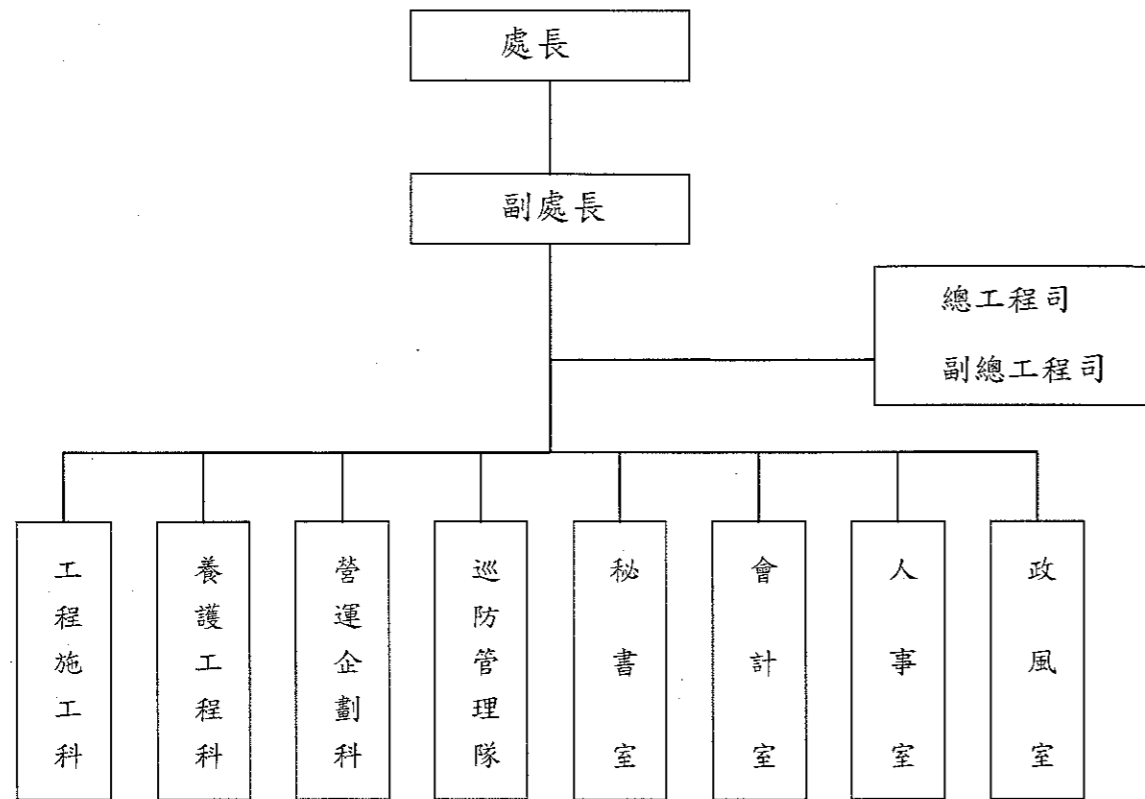 處長
副處長
總工程司
副總工程司
工程施工科
養護工程科
營運企劃科
巡防管理隊
秘書室
會計室
人事室
政風室